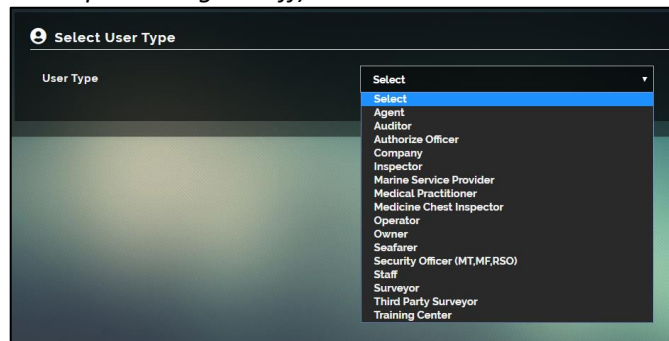 Select User Type
User Type
Select
Select
Agent
Auditor
Authorize Officer
Company
Inspector
Marine Service Provider
Medical Practitioner
Medicine Chest Inspector
Operator
Owner
Seafarer
Security Officer (MT,MF,RSO)
Staff
Surveyor
Third Party Surveyor
Training Center